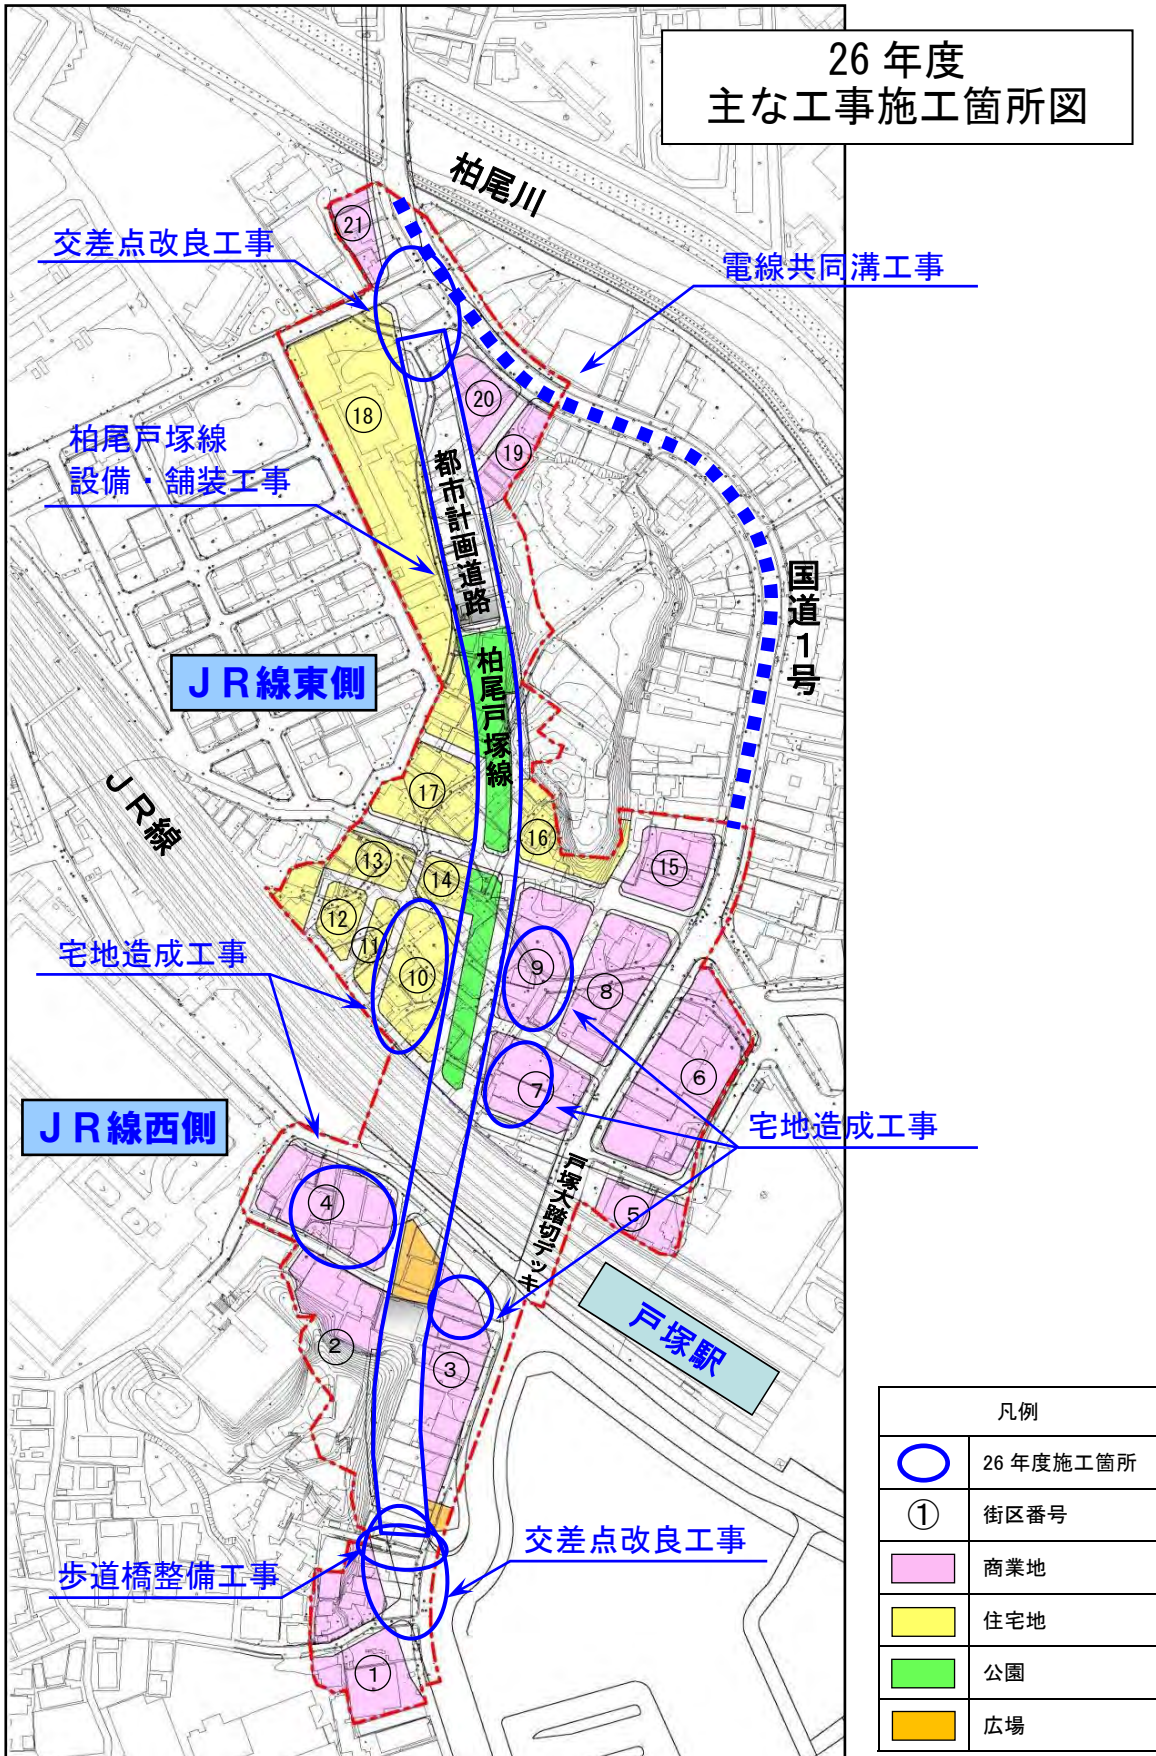 26 年度
主な工事施工箇所図
柏尾川
21
交差点改良工事
電線共同溝工事
18
20
19
柏尾戸塚線
設備・舗装工事
都市計画道路
柏尾戸塚線
国道1号
ＪＲ線東側
ＪＲ線
17
16
13
14
15
12
11
10
9
8
宅地造成工事
7
6
ＪＲ線西側
宅地造成工事
4
5
戸塚大踏切デッキ
戸塚駅
2
3
交差点改良工事
歩道橋整備工事
1
凡例
26 年度施工箇所
① 街区番号
商業地
住宅地
公園
広場